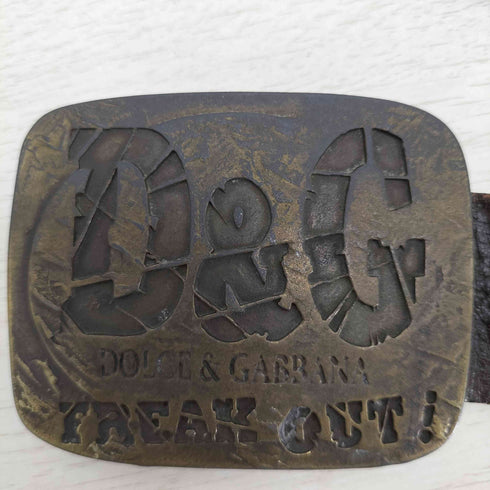 D&G
DOLCE & GABBANA
FREAK OUT!